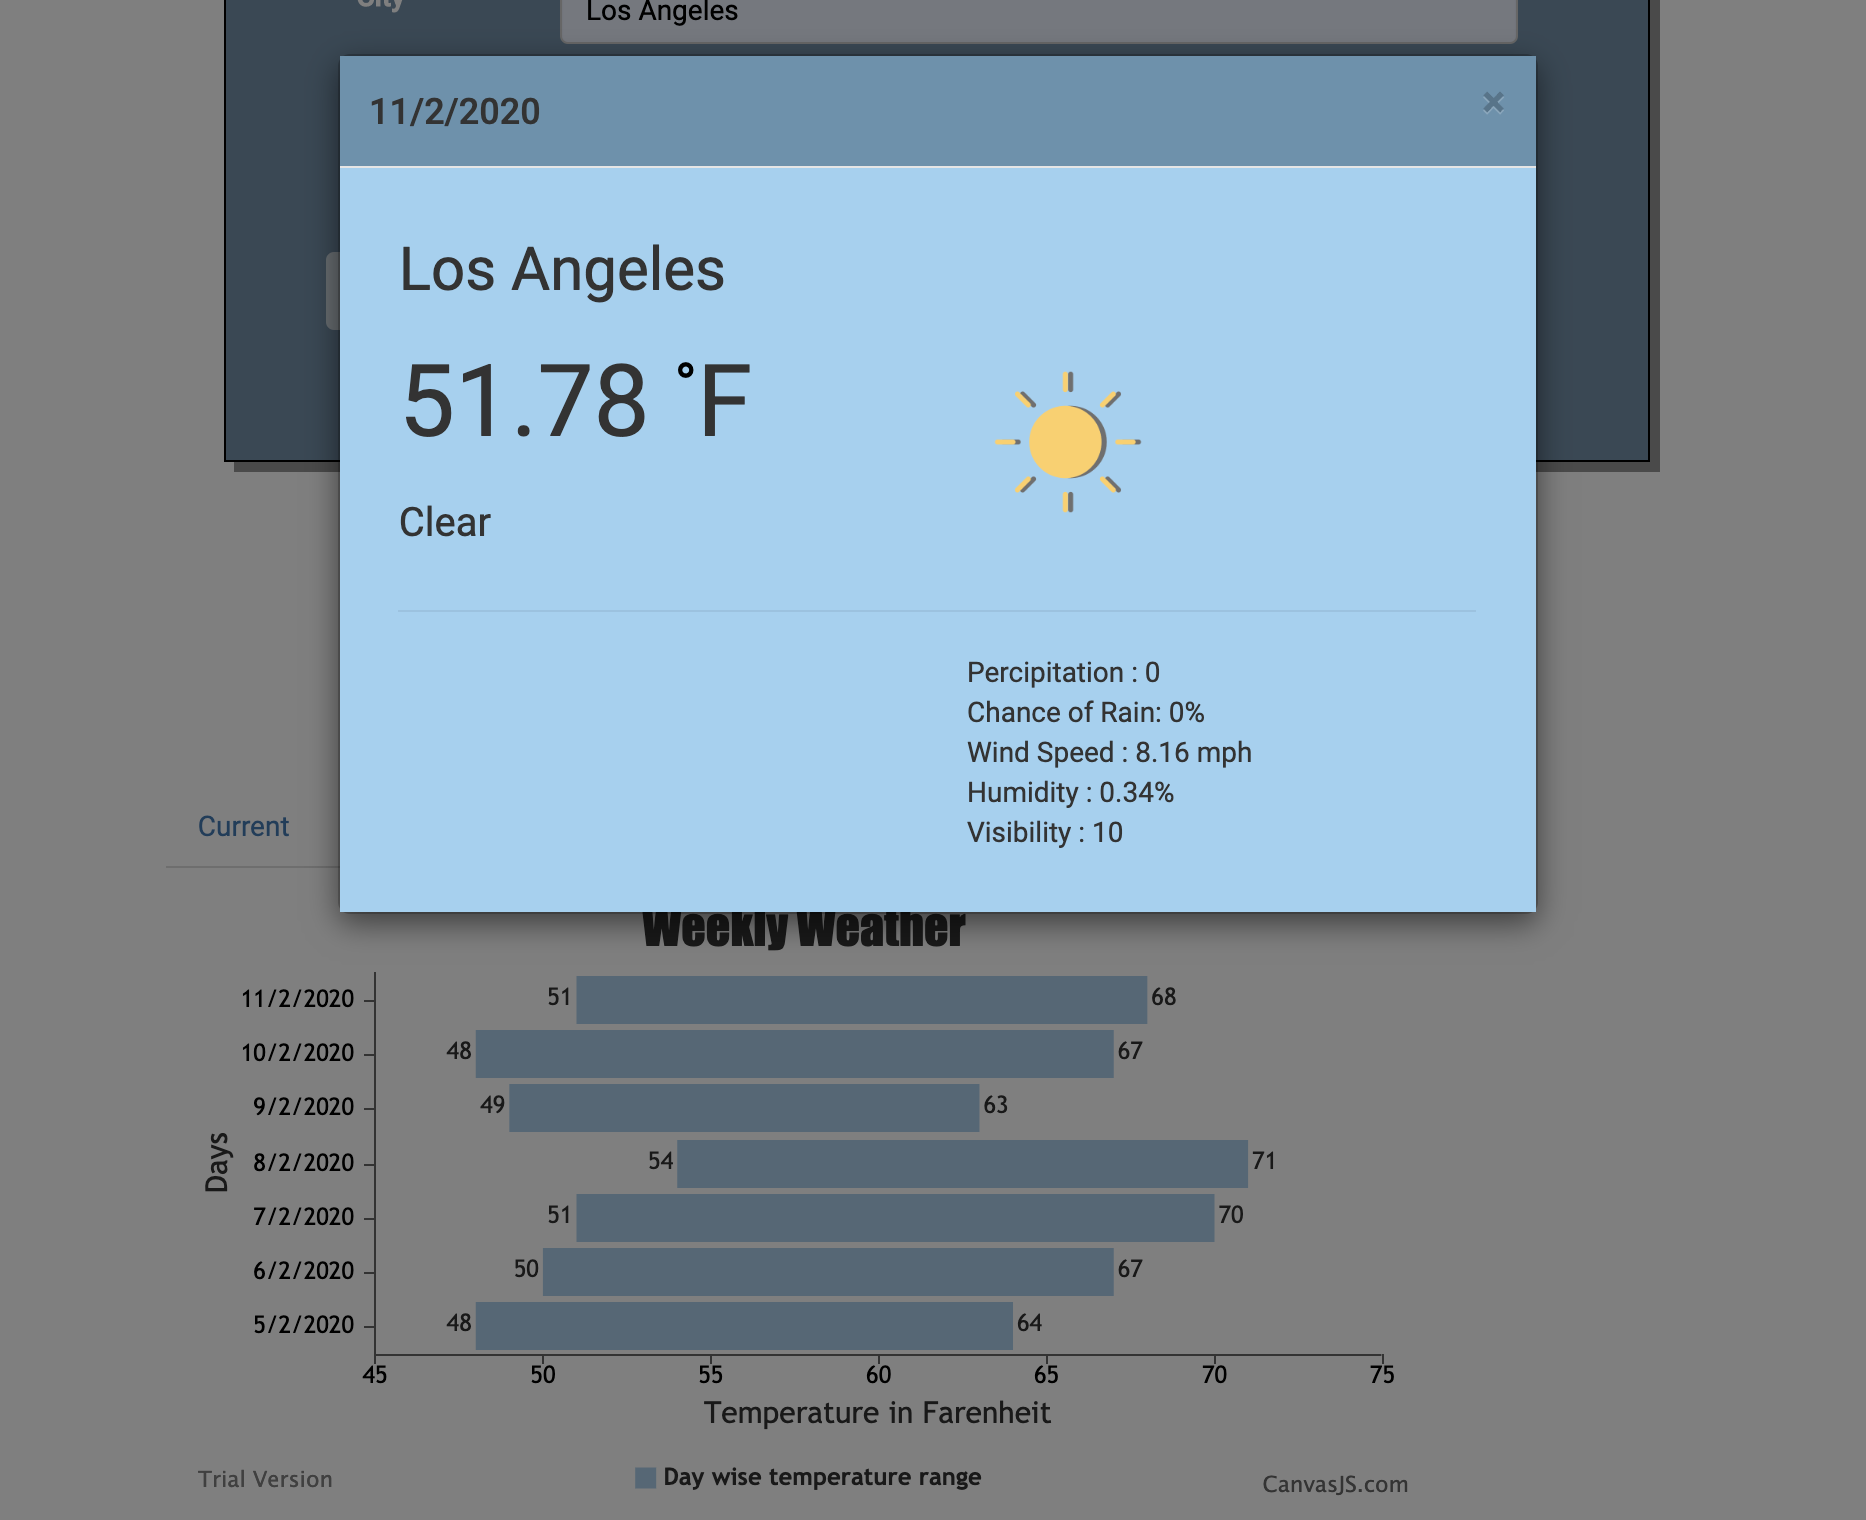 City
Los Angeles
11/2/2020
×
Los Angeles
51.78 °F
Clear
Percipitation : 0
Chance of Rain: 0%
Wind Speed : 8.16 mph
Humidity : 0.34%
Visibility : 10
Current
Weekly Weather
11/2/2020 51 68
10/2/2020 48 67
9/2/2020 49 63
8/2/2020 54 71
7/2/2020 51 70
6/2/2020 50 67
5/2/2020 48 64
Days
45 50 55 60 65 70 75
Temperature in Farenheit
Trial Version
Day wise temperature range
CanvasJS.com